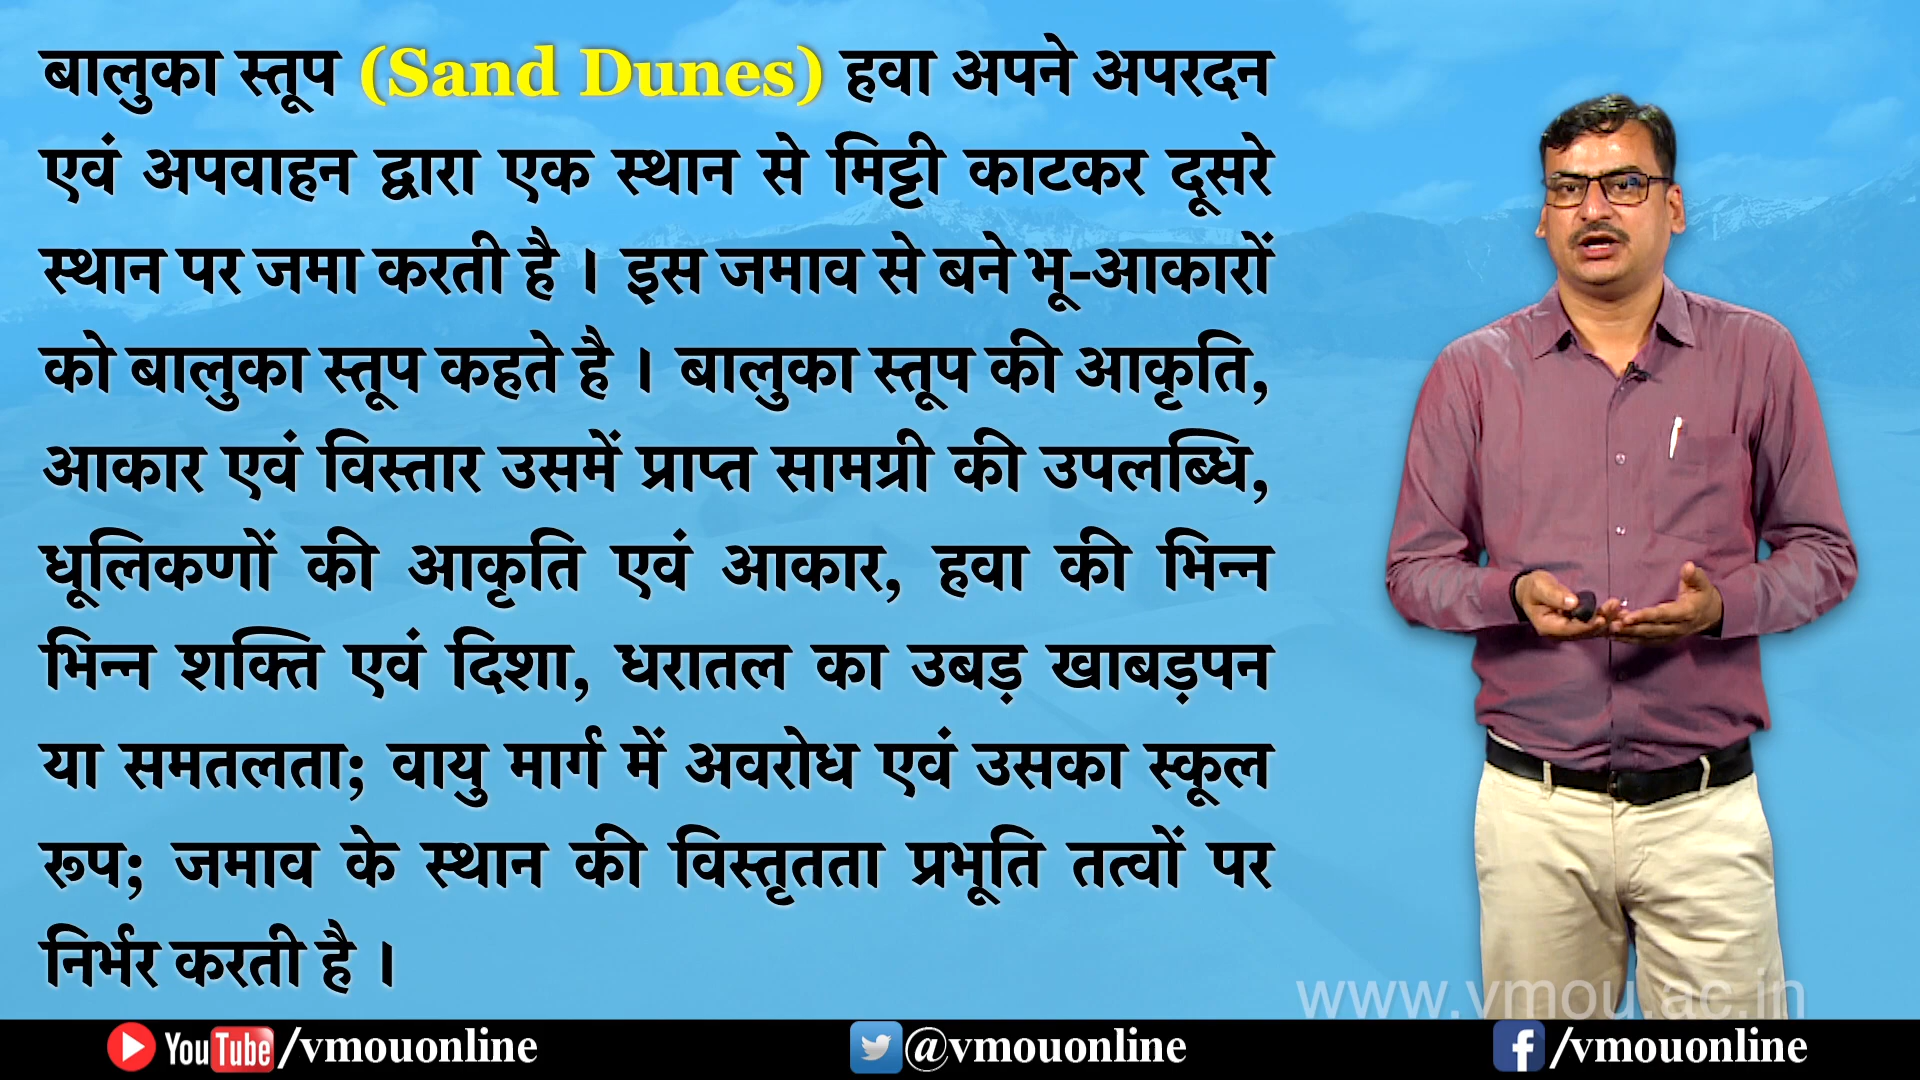 बालुका स्तूप (Sand Dunes) हवा अपने अपरदन
एवं अपवाहन द्वारा एक स्थान से मिट्टी काटकर दूसरे
स्थान पर जमा करती है । इस जमाव से बने भू-आकारों
को बालुका स्तूप कहते है । बालुका स्तूप की आकृति,
आकार एवं विस्तार उसमें प्राप्त सामग्री की उपलब्धि,
धूलिकणों की आकृति एवं आकार, हवा की भिन्न
भिन्न शक्ति एवं दिशा, धरातल का उबड़ खाबड़पन
या समतलता; वायु मार्ग में अवरोध एवं उसका स्कूल
रूप; जमाव के स्थान की विस्तृतता प्रभूति तत्वों पर
निर्भर करती है ।
www.vmou.ac.in
YouTube /vmouonline
@vmouonline
f /vmouonline